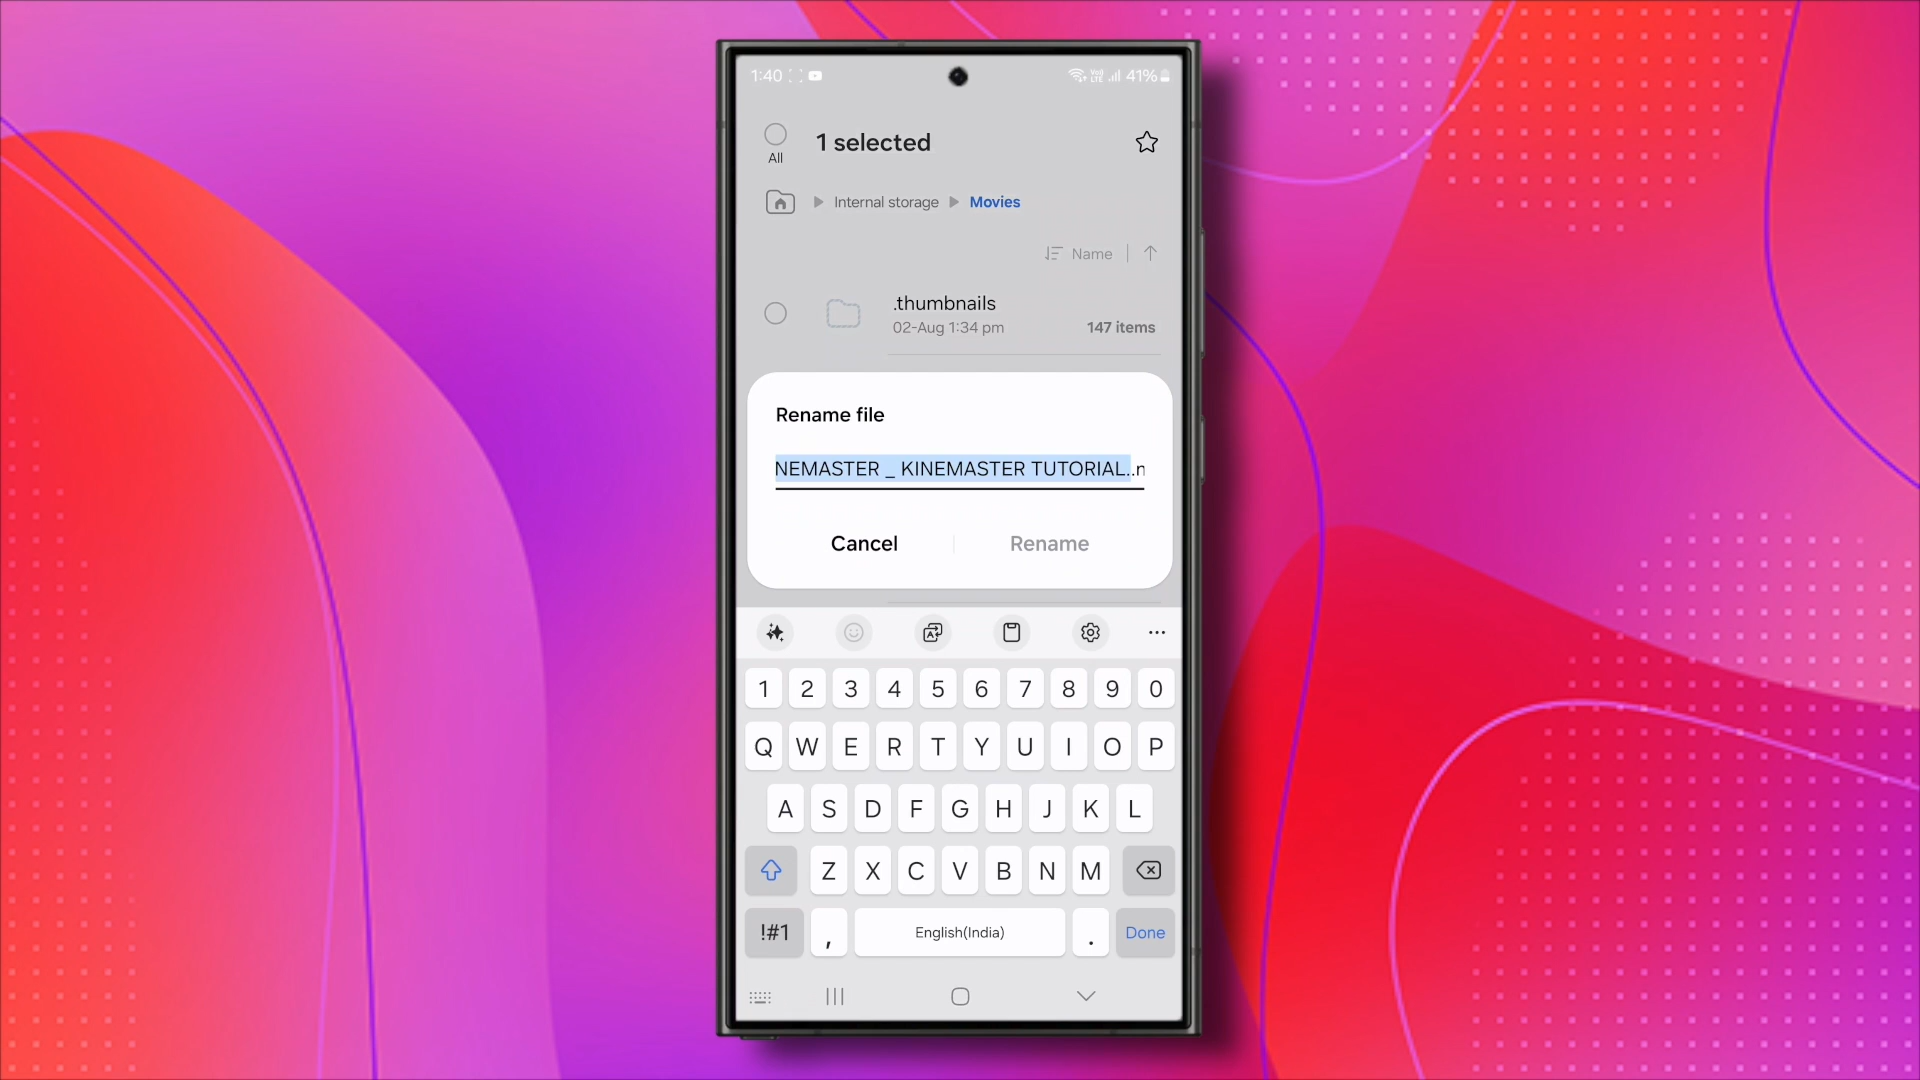 1:40 41%
All 1 selected
Internal storage Movies
Name
.thumbnails
02-Aug 1:34 pm 147 items
Rename file
NEMASTER _ KINEMASTER TUTORIAL..n
Cancel Rename
1 2 3 4 5 6 7 8 9 0
Q W E R T Y U I O P
A S D F G H J K L
Z X C V B N M
!#1 , English(India) . Done